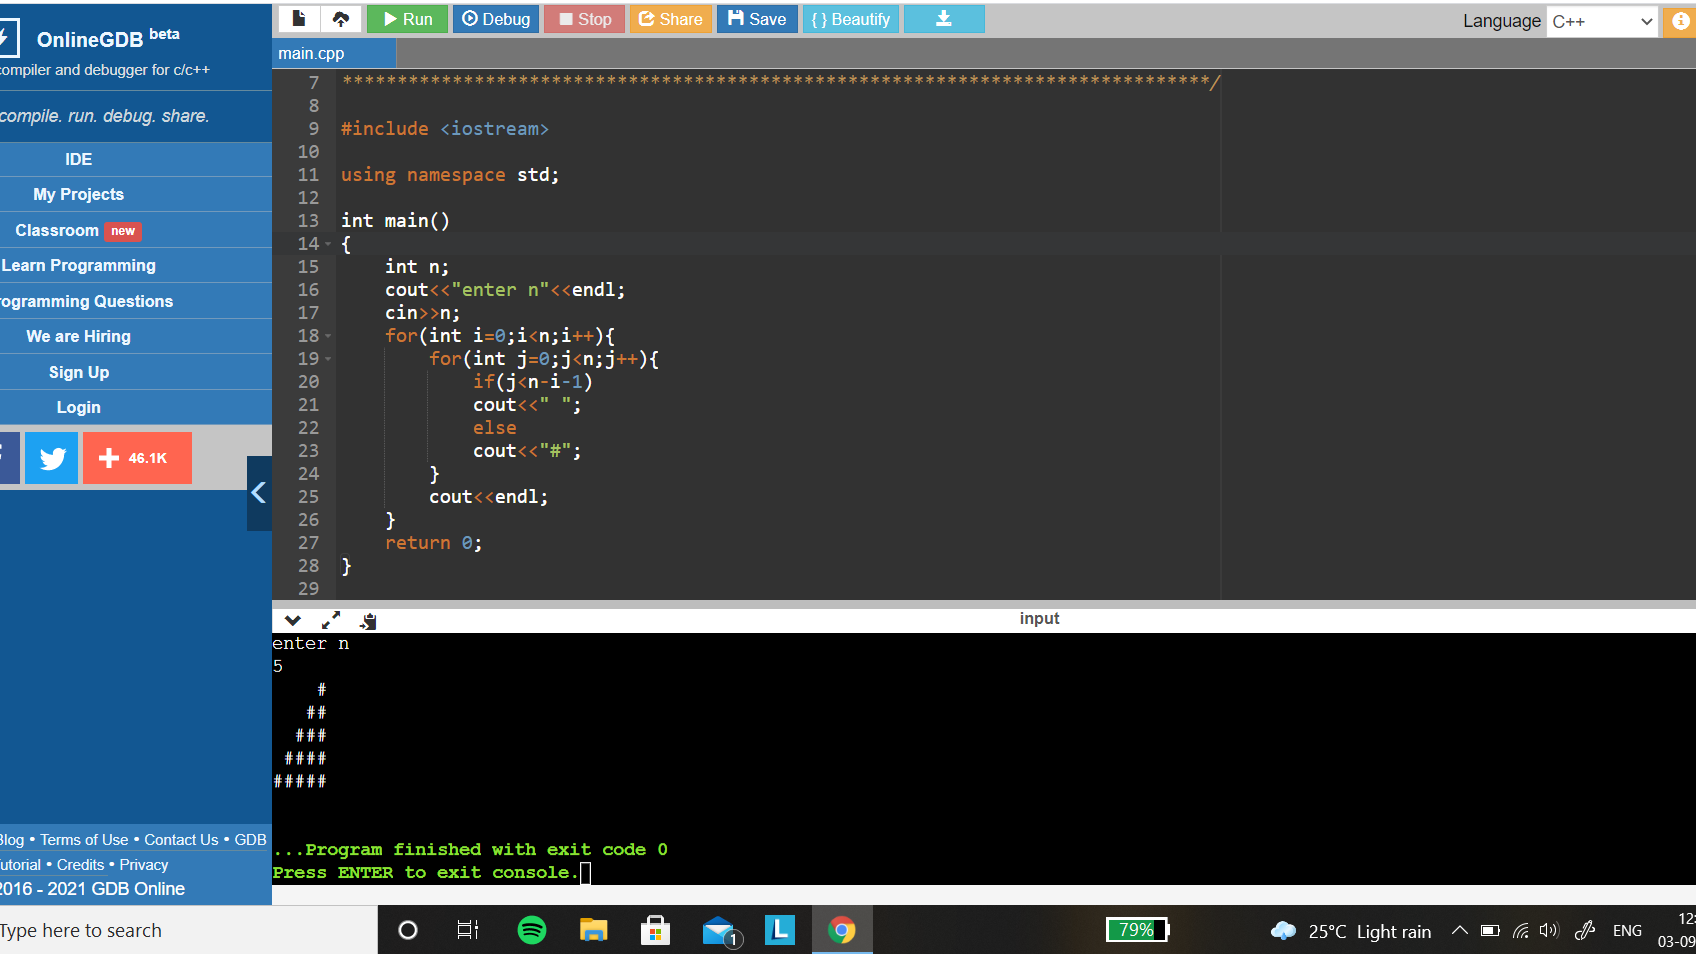 OnlineGDB beta
compiler and debugger for c/c++
compile. run. debug. share.
IDE
My Projects
Classroom new
Learn Programming
rogramming Questions
We are Hiring
Sign Up
Login
46.1K
Blog • Terms of Use • Contact Us • GDB
utorial • Credits • Privacy
2016 - 2021 GDB Online
Run Debug Stop Share Save { } Beautify
Language C++
main.cpp
7 ********************************************************************************/
8
9 #include <iostream>
10
11 using namespace std;
12
13 int main()
14 {
15     int n;
16     cout<<"enter n"<<endl;
17     cin>>n;
18     for(int i=0;i<n;i++){
19         for(int j=0;j<n;j++){
20             if(j<n-i-1)
21             cout<<" ";
22             else
23             cout<<"#";
24         }
25         cout<<endl;
26     }
27     return 0;
28 }
29
input
enter n
5
    #
   ##
  ###
 ####
#####
...Program finished with exit code 0
Press ENTER to exit console.
Type here to search
1
L
79%
25°C Light rain
ENG
12:
03-09